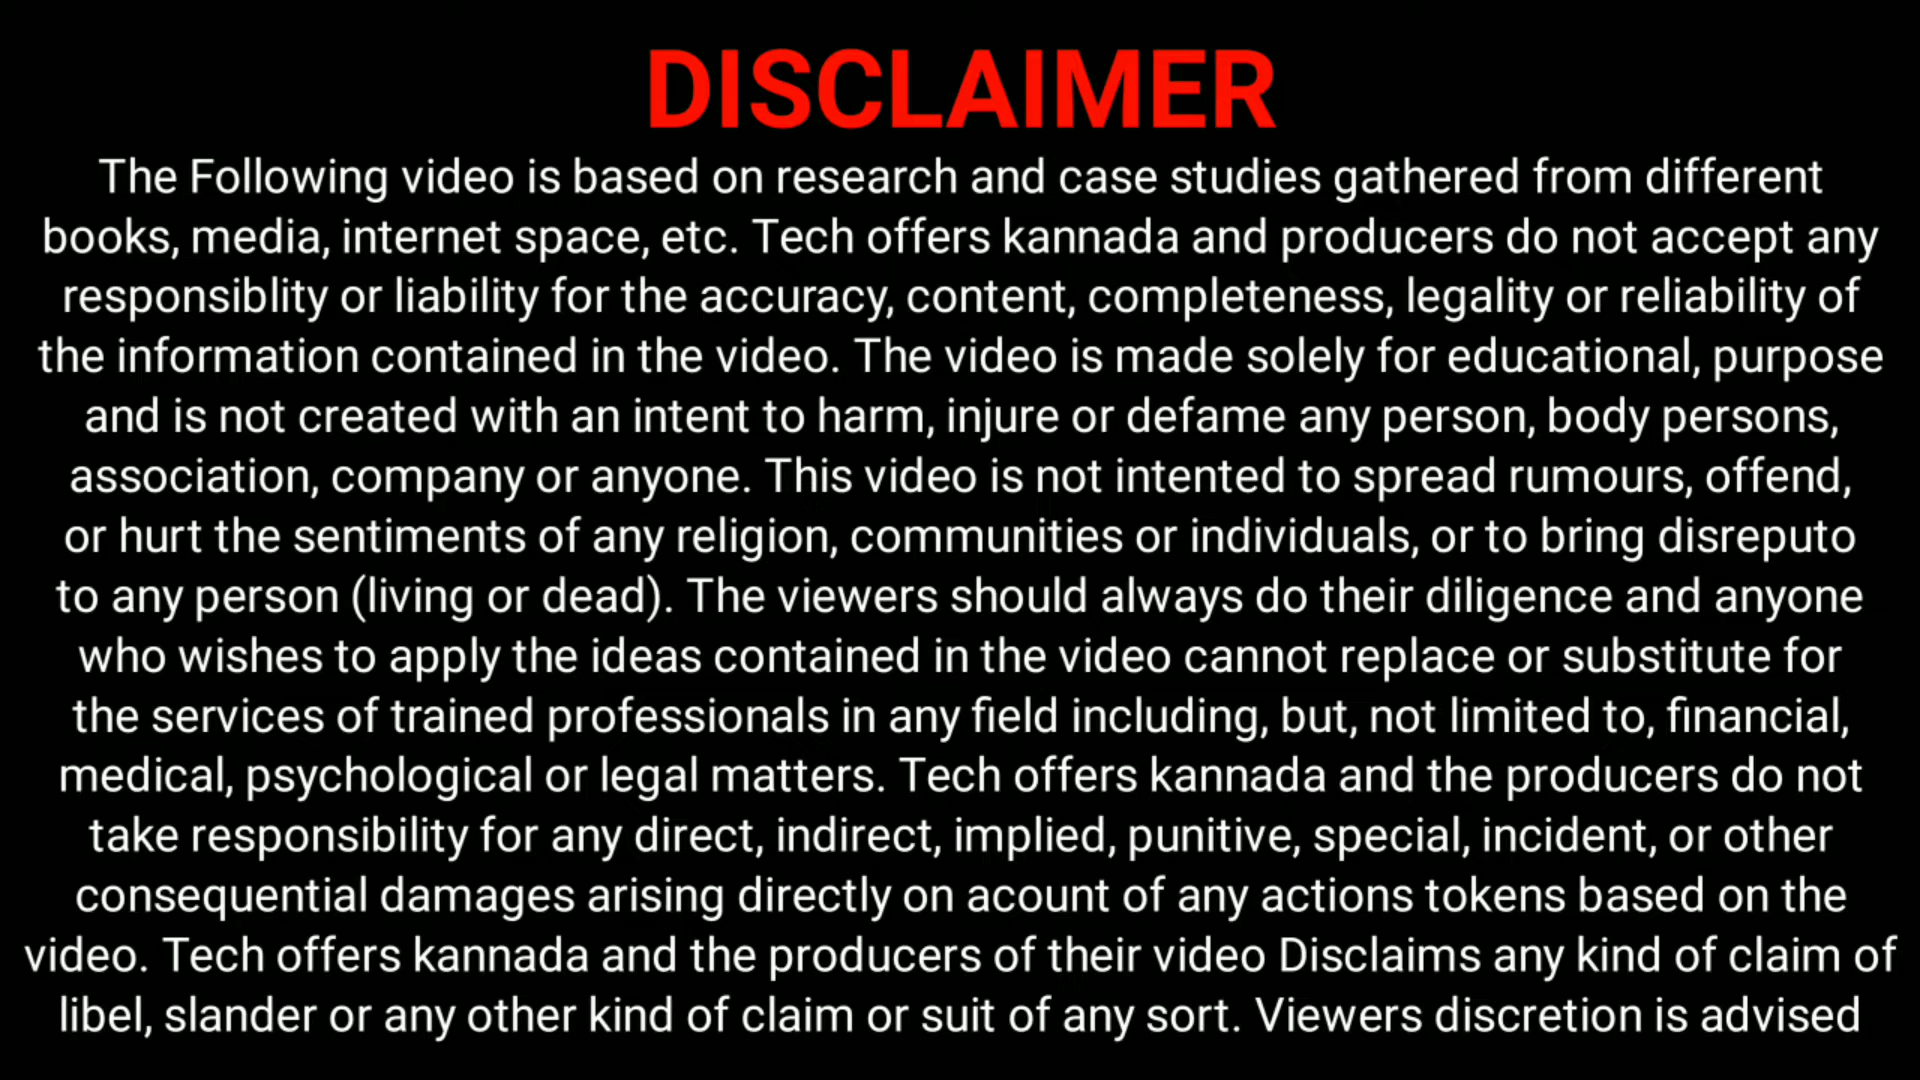 DISCLAIMER
The Following video is based on research and case studies gathered from different
books, media, internet space, etc. Tech offers kannada and producers do not accept any
responsiblity or liability for the accuracy, content, completeness, legality or reliability of
the information contained in the video. The video is made solely for educational, purpose
and is not created with an intent to harm, injure or defame any person, body persons,
association, company or anyone. This video is not intented to spread rumours, offend,
or hurt the sentiments of any religion, communities or individuals, or to bring disreputo
to any person (living or dead). The viewers should always do their diligence and anyone
who wishes to apply the ideas contained in the video cannot replace or substitute for
the services of trained professionals in any field including, but, not limited to, financial,
medical, psychological or legal matters. Tech offers kannada and the producers do not
take responsibility for any direct, indirect, implied, punitive, special, incident, or other
consequential damages arising directly on acount of any actions tokens based on the
video. Tech offers kannada and the producers of their video Disclaims any kind of claim of
libel, slander or any other kind of claim or suit of any sort. Viewers discretion is advised